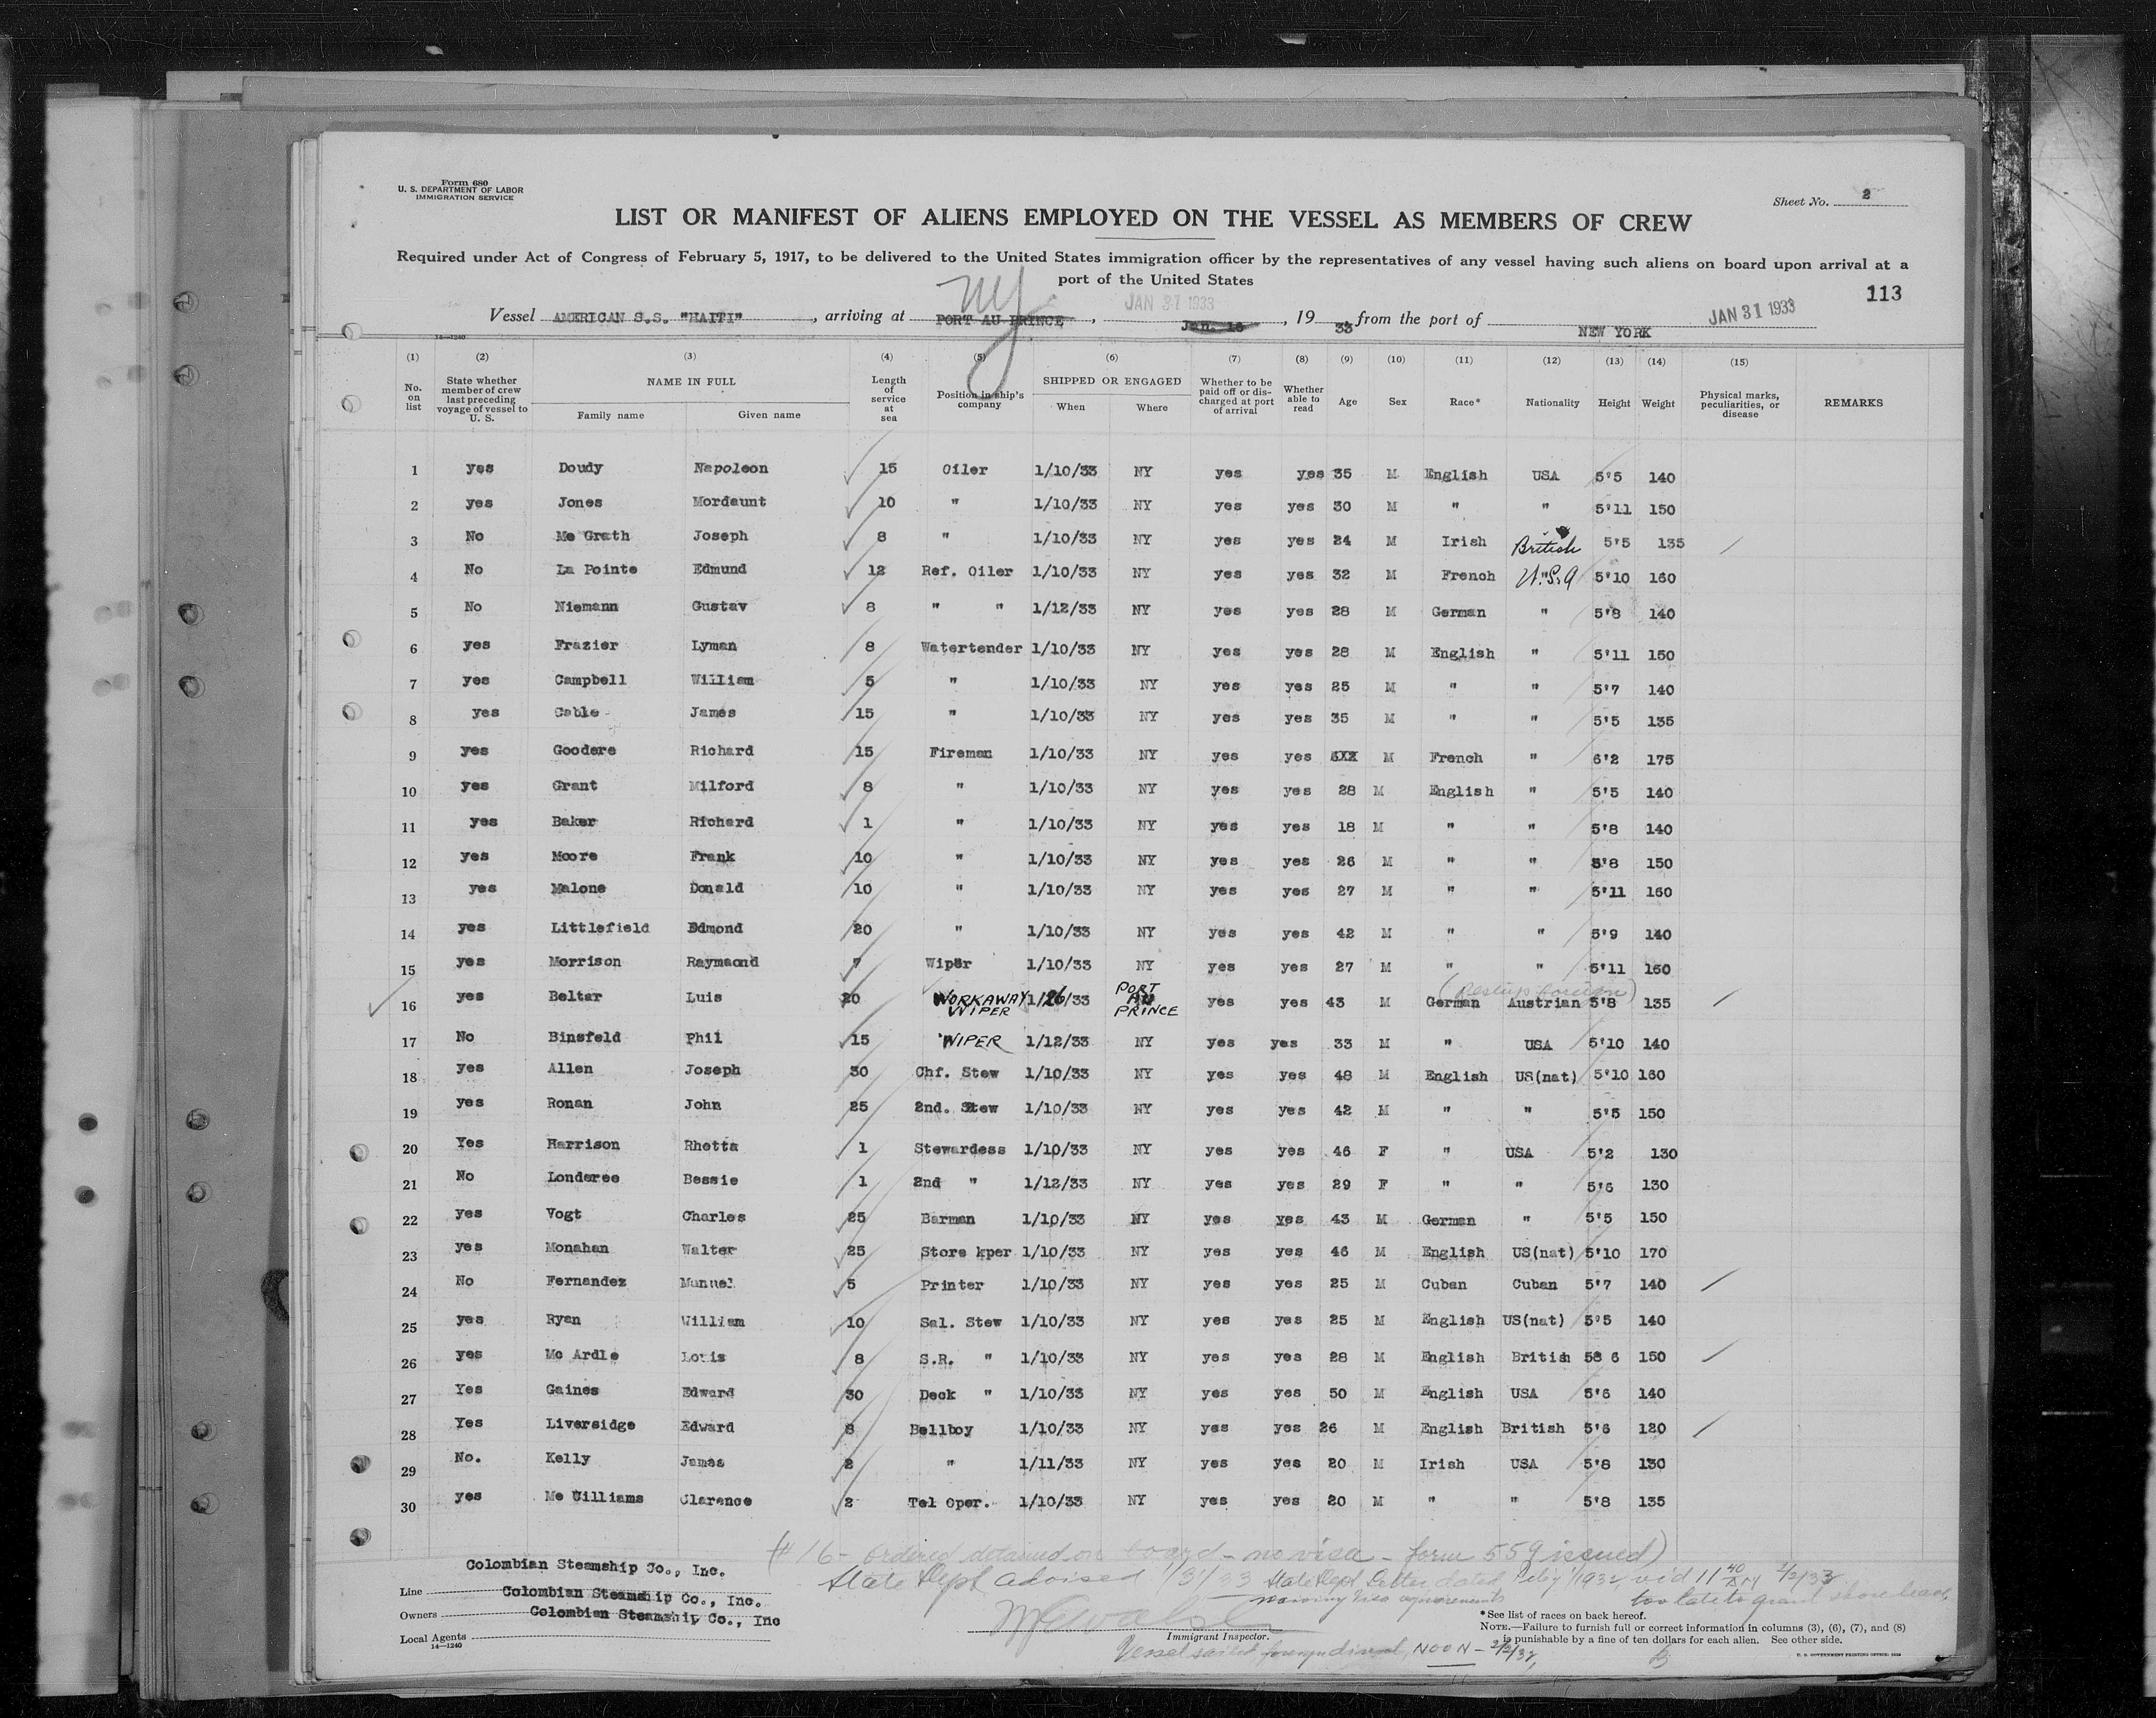 Form 680
U. S. DEPARTMENT OF LABOR
IMMIGRATION SERVICE
Sheet No. 2
LIST OR MANIFEST OF ALIENS EMPLOYED ON THE VESSEL AS MEMBERS OF CREW
Required under Act of Congress of February 5, 1917, to be delivered to the United States immigration officer by the representatives of any vessel having such aliens on board upon arrival at a
port of the United States
113
Vessel AMERICAN S.S. "HAITI", arriving at PORT AU PRINCE NY, JAN 31 1933 Jan. 16, 19 33 from the port of NEW YORK JAN 31 1933
14—1240
(1) (2) (3) (4) (5) (6) (7) (8) (9) (10) (11) (12) (13) (14) (15)
No. on list State whether member of crew last preceding voyage of vessel to U. S. NAME IN FULL Family name Given name Length of service at sea Position in ship's company SHIPPED OR ENGAGED When Where Whether to be paid off or discharged at port of arrival Whether able to read Age Sex Race* Nationality Height Weight Physical marks, peculiarities, or disease REMARKS
1 yes Doudy Napoleon 15 Oiler 1/10/33 NY yes yes 35 M English USA 5'5 140
2 yes Jones Mordaunt 10 " 1/10/33 NY yes yes 30 M " " 5'11 150
3 No Mc Grath Joseph 8 " 1/10/33 NY yes yes 24 M Irish British 5'5 135
4 No La Pointe Edmund 12 Ref. Oiler 1/10/33 NY yes yes 32 M French U.S.A 5'10 160
5 No Niemann Gustav 8 " " 1/12/33 NY yes yes 28 M German " 5'8 140
6 yes Frazier Lyman 8 Watertender 1/10/33 NY yes yes 28 M English " 5'11 150
7 yes Campbell William 5 " 1/10/33 NY yes yes 25 M " " 5'7 140
8 yes Cable James 15 " 1/10/33 NY yes yes 35 M " " 5'5 135
9 yes Goodere Richard 15 Fireman 1/10/33 NY yes yes M French " 6'2 175
10 yes Grant Milford 8 " 1/10/33 NY yes yes 28 M English " 5'5 140
11 yes Baker Richard 1 " 1/10/33 NY yes yes 18 M " " 5'8 140
12 yes Moore Frank 10 " 1/10/33 NY yes yes 26 M " " 5'8 150
13 yes Malone Donald 10 " 1/10/33 NY yes yes 27 M " " 5'11 160
14 yes Littlefield Edmond 20 " 1/10/33 NY yes yes 42 M " " 5'9 140
15 yes Morrison Raymaond 7 Wiper 1/10/33 NY yes yes 27 M " " 5'11 160
16 yes Beltar Luis 20 WORKAWAY WIPER 1/26/33 PORT AU PRINCE yes yes 43 M German Austrian 5'8 135
17 No Binsfeld Phil 15 WIPER 1/12/33 NY yes yes 33 M " USA 5'10 140
18 yes Allen Joseph 30 Chf. Stew 1/10/33 NY yes yes 48 M English US(nat) 5'10 160
19 yes Ronan John 25 2nd. Stew 1/10/33 NY yes yes 42 M " " 5'5 150
20 Yes Harrison Rhetta 1 Stewardess 1/10/33 NY yes yes 46 F " USA 5'2 130
21 No Londeree Bessie 1 2nd " 1/12/33 NY yes yes 29 F " " 5'6 130
22 yes Vogt Charles 25 Barman 1/10/33 NY yes yes 43 M German " 5'5 150
23 yes Monahan Walter 25 Store kper 1/10/33 NY yes yes 46 M English US(nat) 5'10 170
24 No Fernandez Manuel 5 Printer 1/10/33 NY yes yes 25 M Cuban Cuban 5'7 140
25 yes Ryan William 10 Sal. Stew 1/10/33 NY yes yes 25 M English US(nat) 5'5 140
26 yes Mc Ardle Louis 8 S.R. " 1/10/33 NY yes yes 28 M English British 58 6 150
27 Yes Gaines Edward 30 Deck " 1/10/33 NY yes yes 50 M English USA 5'6 140
28 Yes Liversidge Edward 8 Bellboy 1/10/33 NY yes yes 26 M English British 5'6 120
29 No. Kelly James 2 " 1/11/33 NY yes yes 20 M Irish USA 5'8 130
30 yes Mc Williams Clarence 2 Tel Oper. 1/10/33 NY yes yes 20 M " " 5'8 135
(#16 - ordered detained on board - no visa - form 559 issued)
State Dept advised 1/31/33 State Dept Letter dated 1932, 11 40 AM 2/2/33
too late to grant shore leave.
Colombian Steamship Co., Inc.
Line Colombian Steamship Co., Inc.
Owners Colombian Steamship Co., Inc
Local Agents
14—1240
Immigrant Inspector.
Vessel sailed foreign direct, NOON - 2/2/33,
*See list of races on back hereof.
NOTE.—Failure to furnish full or correct information in columns (3), (6), (7), and (8)
is punishable by a fine of ten dollars for each alien. See other side.
U. S. GOVERNMENT PRINTING OFFICE